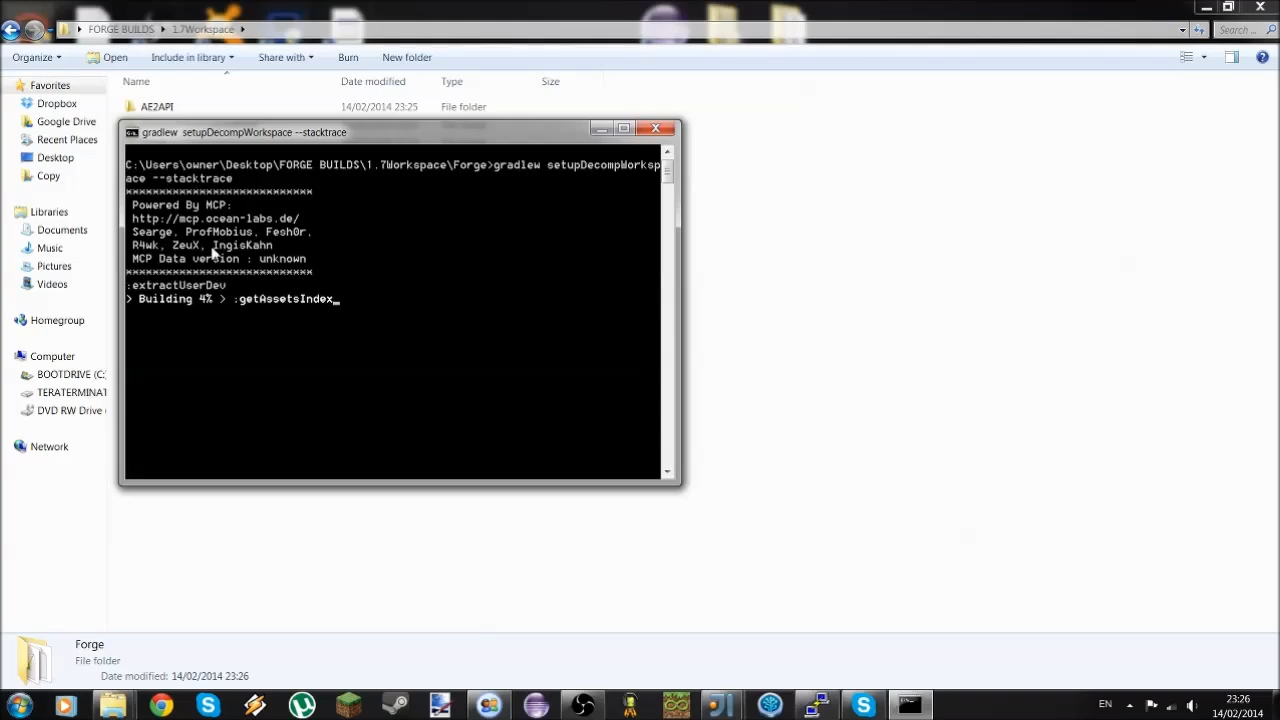 FORGE BUILDS
1.7Workspace
Search ...
Organize
Open
Include in library
Share with
Burn
New folder
Name
Date modified
Type
Size
Favorites
Dropbox
Google Drive
Recent Places
Desktop
Copy
Libraries
Documents
Music
Pictures
Videos
Homegroup
Computer
BOOTDRIVE (C:
TERATERMINAT
DVD RW Drive (
Network
AE2API
14/02/2014 23:25
File folder
gradlew setupDecompWorkspace --stacktrace
C:\Users\owner\Desktop\FORGE BUILDS\1.7Workspace\Forge>gradlew setupDecompWorksp
ace --stacktrace
****************************
Powered By MCP:
http://mcp.ocean-labs.de/
Searge, ProfMobius, Fesh0r,
R4wk, ZeuX, IngisKahn
MCP Data version : unknown
****************************
:extractUserDev
> Building 4% > :getAssetsIndex_
Forge
File folder
Date modified: 14/02/2014 23:26
EN
23:26
14/02/2014